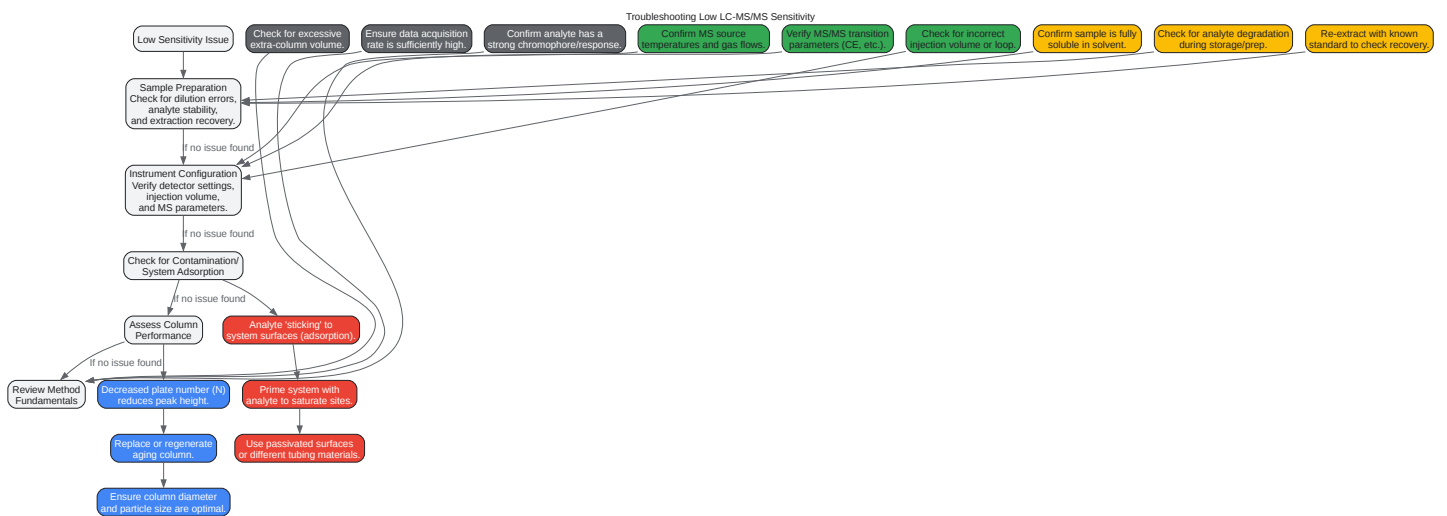 Troubleshooting Low LC-MS/MS Sensitivity
Low Sensitivity Issue
Check for excessive
extra-column volume.
Ensure data acquisition
rate is sufficiently high.
Confirm analyte has a
strong chromophore/response.
Confirm MS source
temperatures and gas flows.
Verify MS/MS transition
parameters (CE, etc.).
Check for incorrect
injection volume or loop.
Confirm sample is fully
soluble in solvent.
Check for analyte degradation
during storage/prep.
Re-extract with known
standard to check recovery.
Sample Preparation
Check for dilution errors,
analyte stability,
and extraction recovery.
If no issue found
Instrument Configuration
Verify detector settings,
injection volume,
and MS parameters.
If no issue found
Check for Contamination/
System Adsorption
If no issue found
Assess Column
Performance
Analyte 'sticking' to
system surfaces (adsorption).
If no issue found
Review Method
Fundamentals
Decreased plate number (N)
reduces peak height.
Prime system with
analyte to saturate sites.
Replace or regenerate
aging column.
Use passivated surfaces
or different tubing materials.
Ensure column diameter
and particle size are optimal.